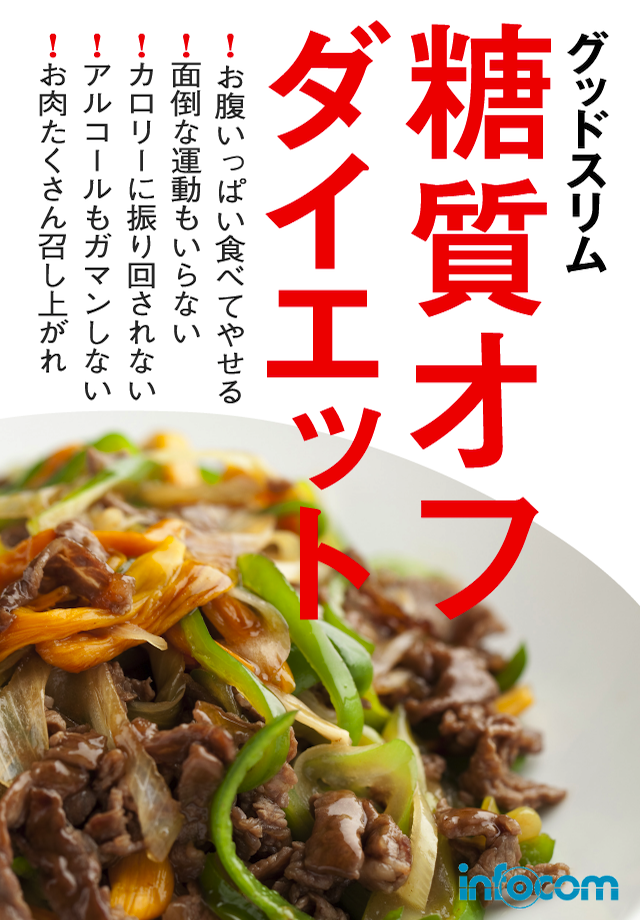 グッドスリム
糖質オフ
ダイエット
！お腹いっぱい食べてやせる
！面倒な運動もいらない
！カロリーに振り回されない
！アルコールもガマンしない
！お肉たくさん召し上がれ
infocom